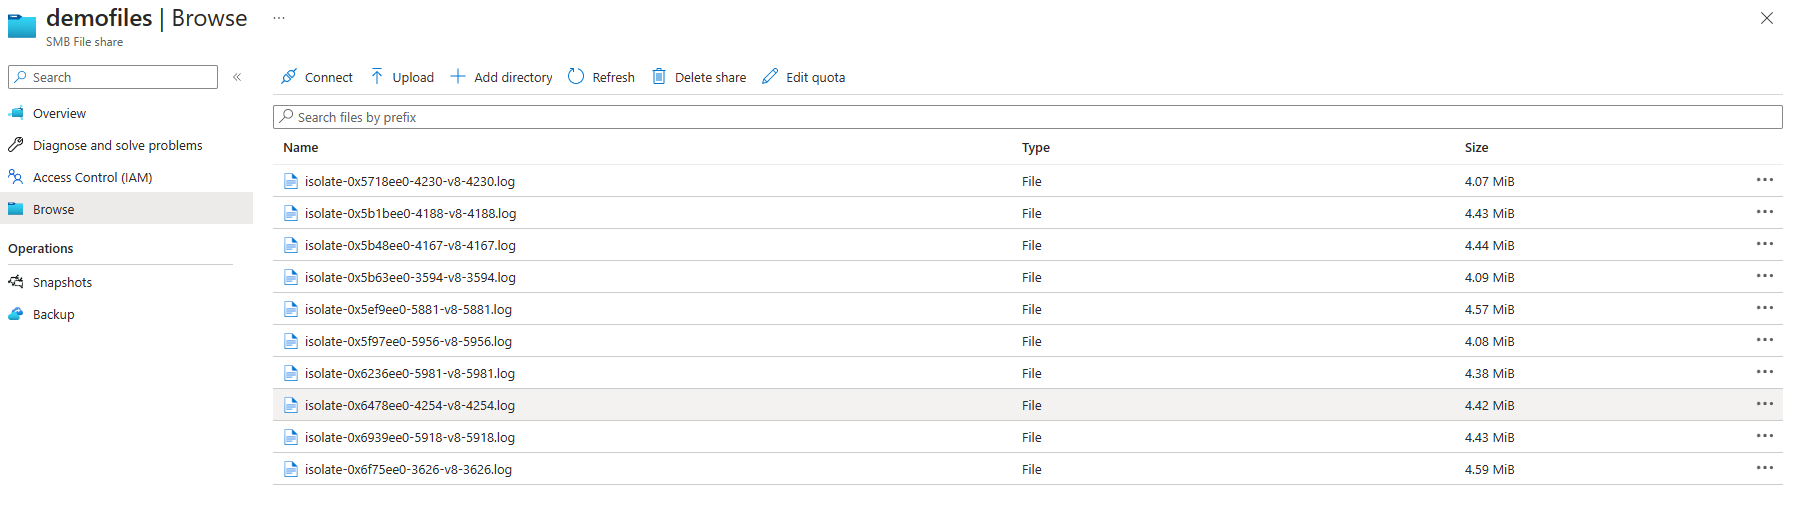 demofiles | Browse ...
SMB File share
Search
«
Overview
Diagnose and solve problems
Access Control (IAM)
Browse
Operations
Snapshots
Backup
Connect Upload Add directory Refresh Delete share Edit quota
Search files by prefix
Name Type Size
isolate-0x5718ee0-4230-v8-4230.log File 4.07 MiB
isolate-0x5b1bee0-4188-v8-4188.log File 4.43 MiB
isolate-0x5b48ee0-4167-v8-4167.log File 4.44 MiB
isolate-0x5b63ee0-3594-v8-3594.log File 4.09 MiB
isolate-0x5ef9ee0-5881-v8-5881.log File 4.57 MiB
isolate-0x5f97ee0-5956-v8-5956.log File 4.08 MiB
isolate-0x6236ee0-5981-v8-5981.log File 4.38 MiB
isolate-0x6478ee0-4254-v8-4254.log File 4.42 MiB
isolate-0x6939ee0-5918-v8-5918.log File 4.43 MiB
isolate-0x6f75ee0-3626-v8-3626.log File 4.59 MiB